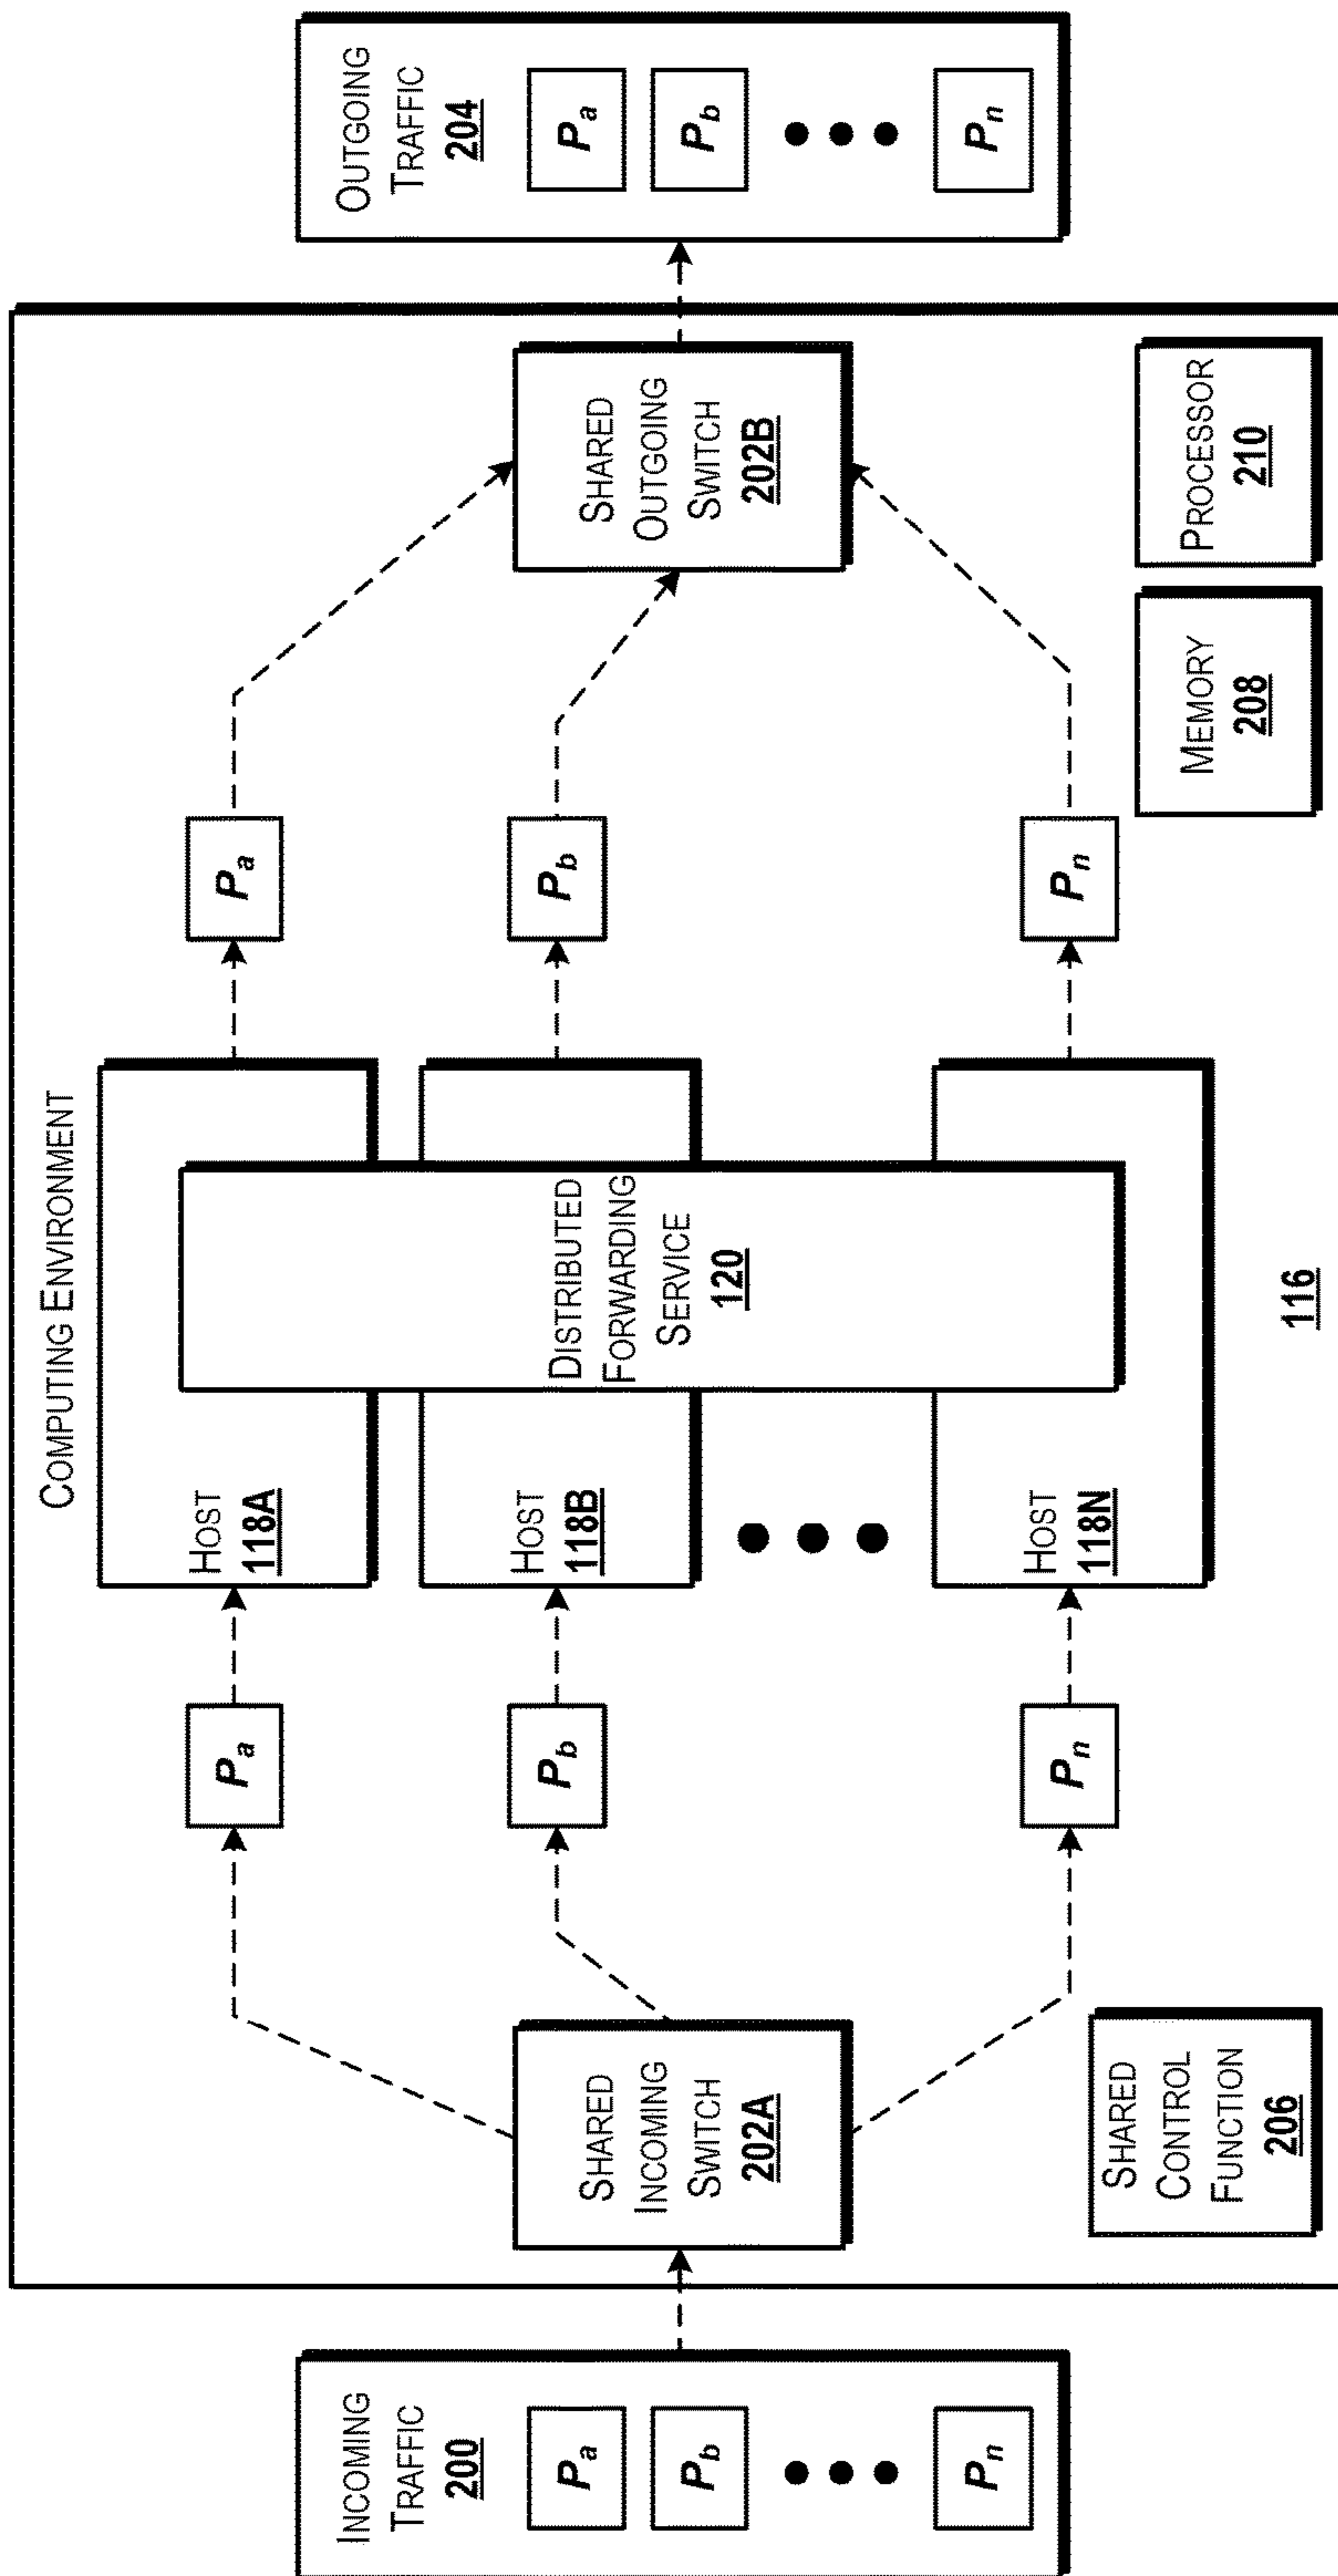 COMPUTING ENVIRONMENT
INCOMING
TRAFFIC
200
Pa
Pb
Pn
SHARED
INCOMING
SWITCH
202A
Pa
Pb
Pn
HOST
118A
HOST
118B
HOST
118N
DISTRIBUTED
FORWARDING
SERVICE
120
Pa
Pb
Pn
SHARED
OUTGOING
SWITCH
202B
OUTGOING
TRAFFIC
204
Pa
Pb
Pn
SHARED
CONTROL
FUNCTION
206
116
MEMORY
208
PROCESSOR
210